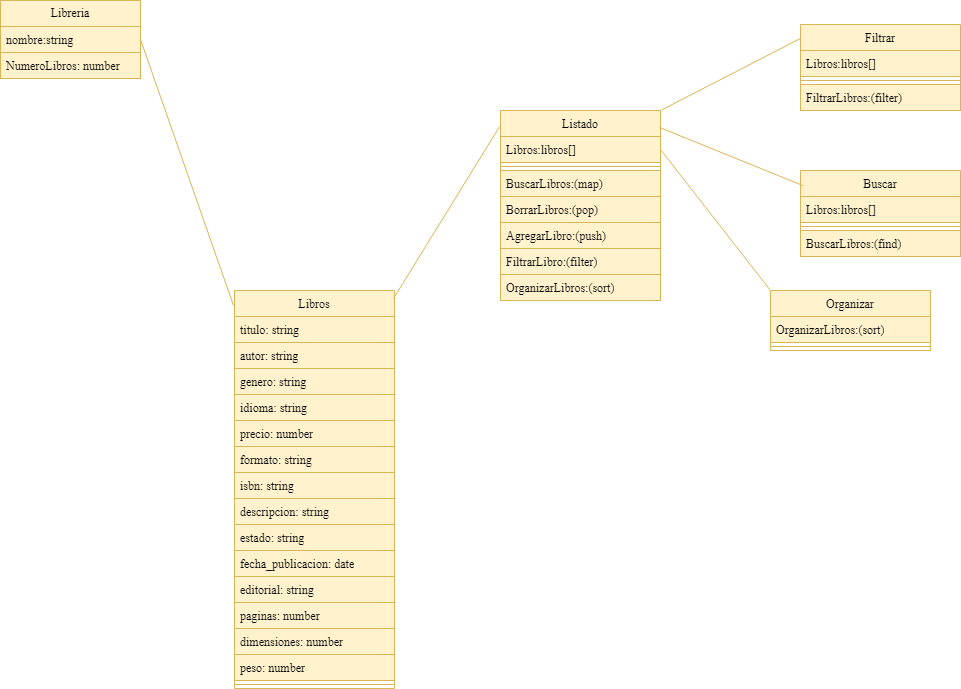 Libreria
nombre:string
NumeroLibros: number
Libros
titulo: string
autor: string
genero: string
idioma: string
precio: number
formato: string
isbn: string
descripcion: string
estado: string
fecha_publicacion: date
editorial: string
paginas: number
dimensiones: number
peso: number
Listado
Libros:libros[]
BuscarLibros:(map)
BorrarLibros:(pop)
AgregarLibro:(push)
FiltrarLibro:(filter)
OrganizarLibros:(sort)
Filtrar
Libros:libros[]
FiltrarLibros:(filter)
Buscar
Libros:libros[]
BuscarLibros:(find)
Organizar
OrganizarLibros:(sort)